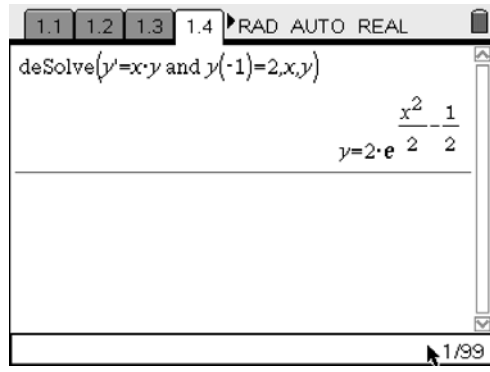 1.1 1.2 1.3 1.4 RAD AUTO REAL
deSolve(y'=x·y and y(-1)=2,x,y)
y=2·e^(x²/2 - 1/2)
1/99